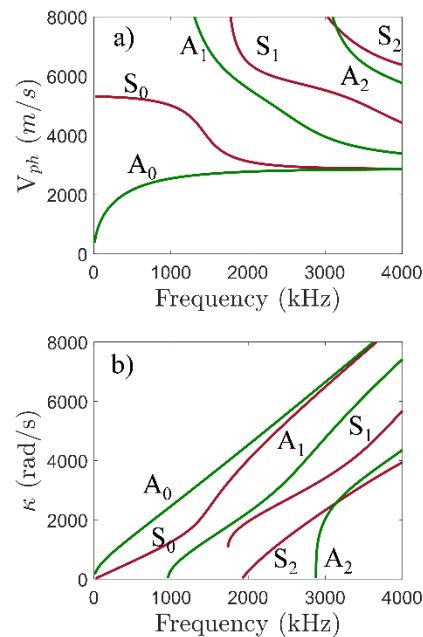 8000
a)
A₁
S₁
S₂
6000
A₂
S₀
V_ph (m/s)
4000
2000
A₀
0
0 1000 2000 3000 4000
Frequency (kHz)
8000
b)
6000
A₁
S₁
κ (rad/s)
4000
A₀
2000
S₀
S₂
A₂
0
0 1000 2000 3000 4000
Frequency (kHz)